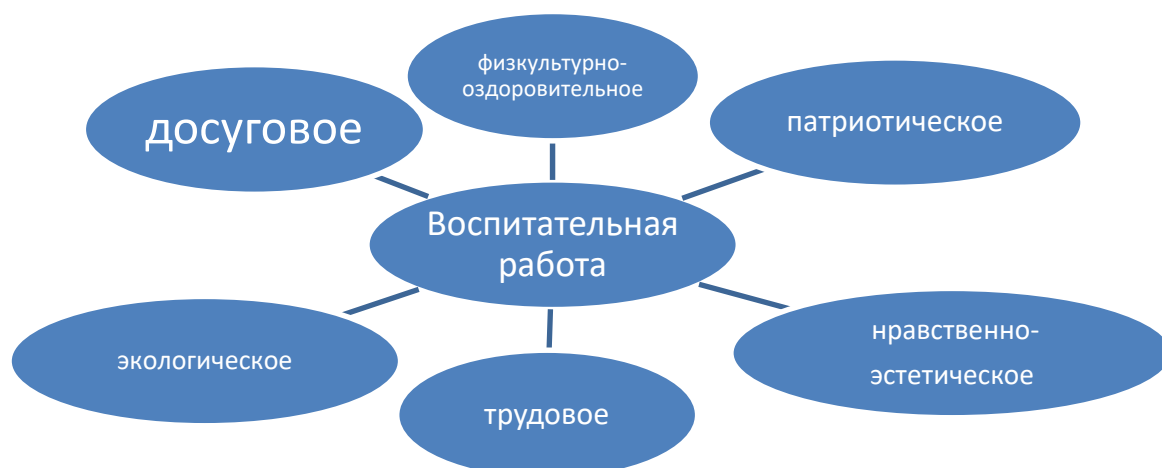 физкультурно-
оздоровительное
досуговое
патриотическое
Воспитательная
работа
экологическое
нравственно-
эстетическое
трудовое